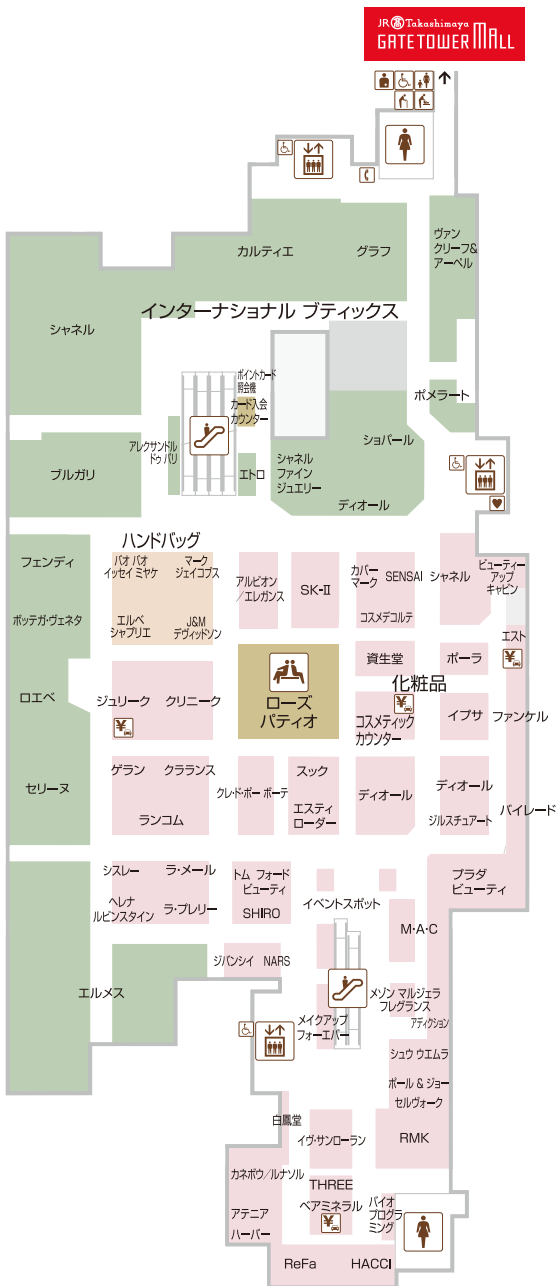 JR 髙 Takashimaya
GATETOWER MALL
カルティエ
グラフ
ヴァン
クリーフ&
アーペル
インターナショナル ブティックス
シャネル
ポイントカード
照会機
カード入会
カウンター
ポメラート
アレクサンドル
ドゥ パリ
エトロ
シャネル
ファイン
ジュエリー
ショパール
ディオール
ブルガリ
ハンドバッグ
フェンディ
バオ バオ
イッセイ ミヤケ
マーク
ジェイコブス
エルベ
シャプリエ
J&M
デヴィッドソン
アルビオン
/エレガンス
SK-II
カバー
マーク
SENSAI
コスメデコルテ
シャネル
ビューティー
アップ
キャビン
ボッテガ・ヴェネタ
エスト
資生堂
ポーラ
ローズ
パティオ
化粧品
コスメティック
カウンター
イプサ
ファンケル
ロエベ
ジュリーク
クリニーク
セリーヌ
ゲラン
クラランス
ランコム
クレ・ド・ポー ボーテ
スック
エスティ
ローダー
ディオール
ディオール
ジルスチュアート
バイレード
シスレー
ラ・メール
ヘレナ
ルビンスタイン
ラ・プレリー
トム フォード
ビューティ
SHIRO
イベントスポット
プラダ
ビューティ
M・A・C
ジバンシイ
NARS
エルメス
メゾン マルジェラ
フレグランス
アディクション
メイクアップ
フォーエバー
シュウ ウエムラ
ポール & ジョー
セルヴォーク
白鳳堂
イヴ・サンローラン
RMK
カネボウ/ルナソル
THREE
ベアミネラル
バイオ
プログラ
ミング
アテニア
ハーバー
ReFa
HACCI